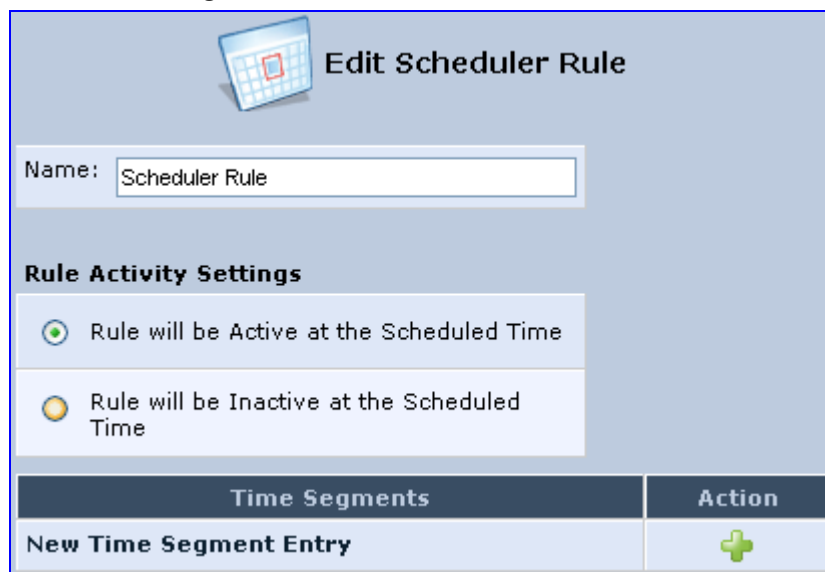 Edit Scheduler Rule
Name: Scheduler Rule
Rule Activity Settings
Rule will be Active at the Scheduled Time
Rule will be Inactive at the Scheduled
Time
Time Segments Action
New Time Segment Entry